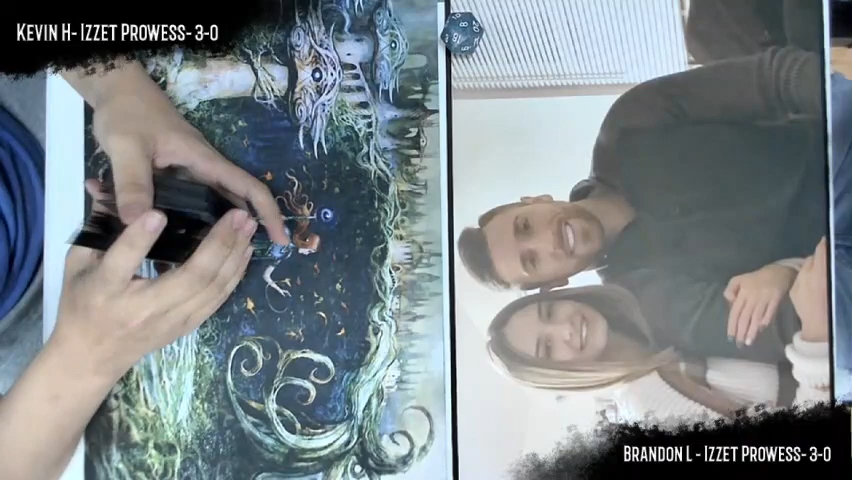 Kevin H- Izzet Prowess- 3-0
Brandon L - Izzet Prowess- 3-0